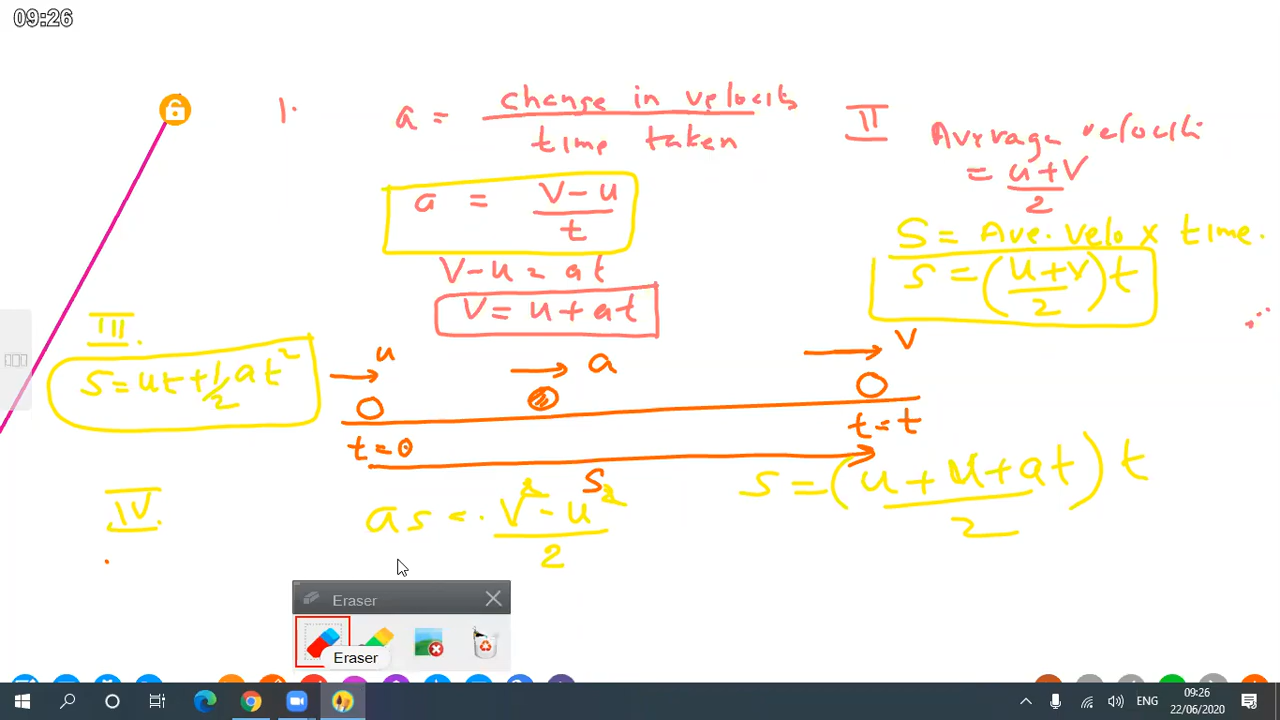 09:26
1. a = change in velocity / time taken
a = v-u / t
v-u = at
v = u + at
II Average velocity
= u+v / 2
S = Ave. velo x time.
s = (u+v / 2) t
III.
S = ut + 1/2 at²
u
a
v
t=0
t=t
S
s = (u + u + at / 2) t
IV.
as = v² - u² / 2
Eraser
Eraser
ENG
09:26
22/06/2020